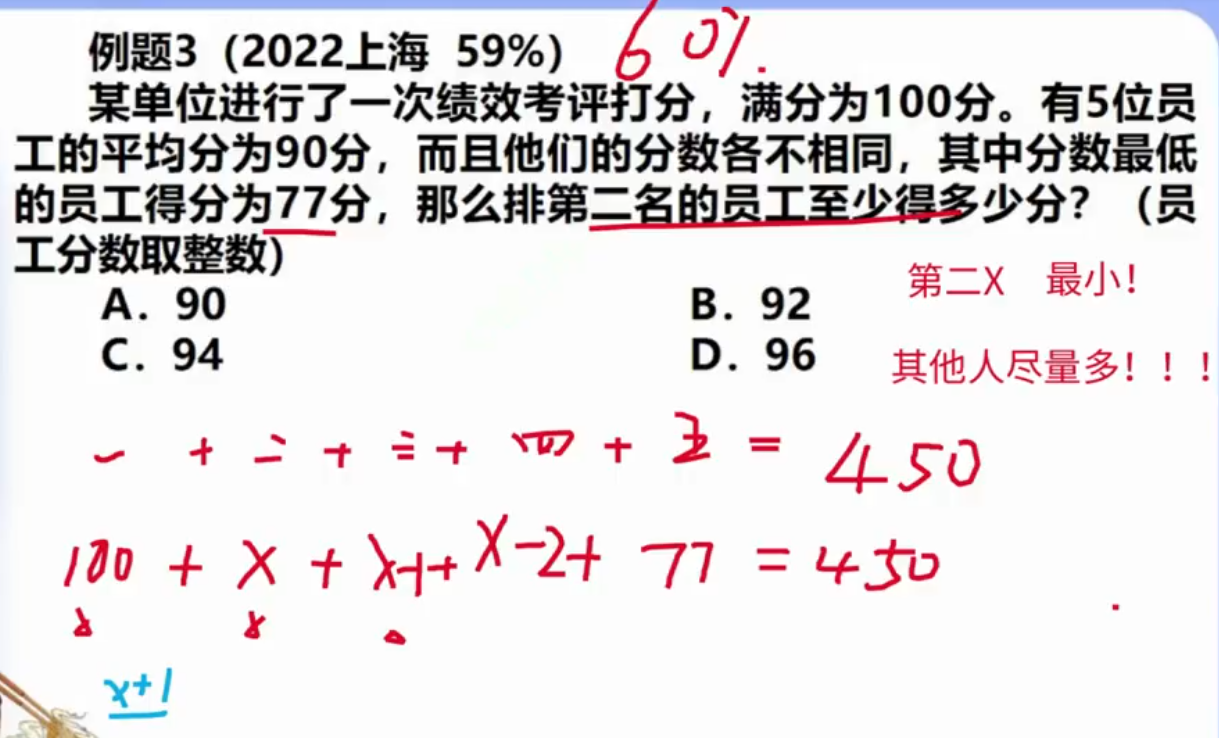 例题3（2022上海 59%） 60%.
某单位进行了一次绩效考评打分，满分为100分。有5位员
工的平均分为90分，而且他们的分数各不相同，其中分数最低
的员工得分为77分，那么排第二名的员工至少得多少分？（员
工分数取整数）
A. 90 B. 92
第二X 最小！
C. 94 D. 96
其他人尽量多！！！
一 + 二 + 三 + 四 + 五 = 450
100 + X + X-1 + X-2 + 77 = 450
x+1